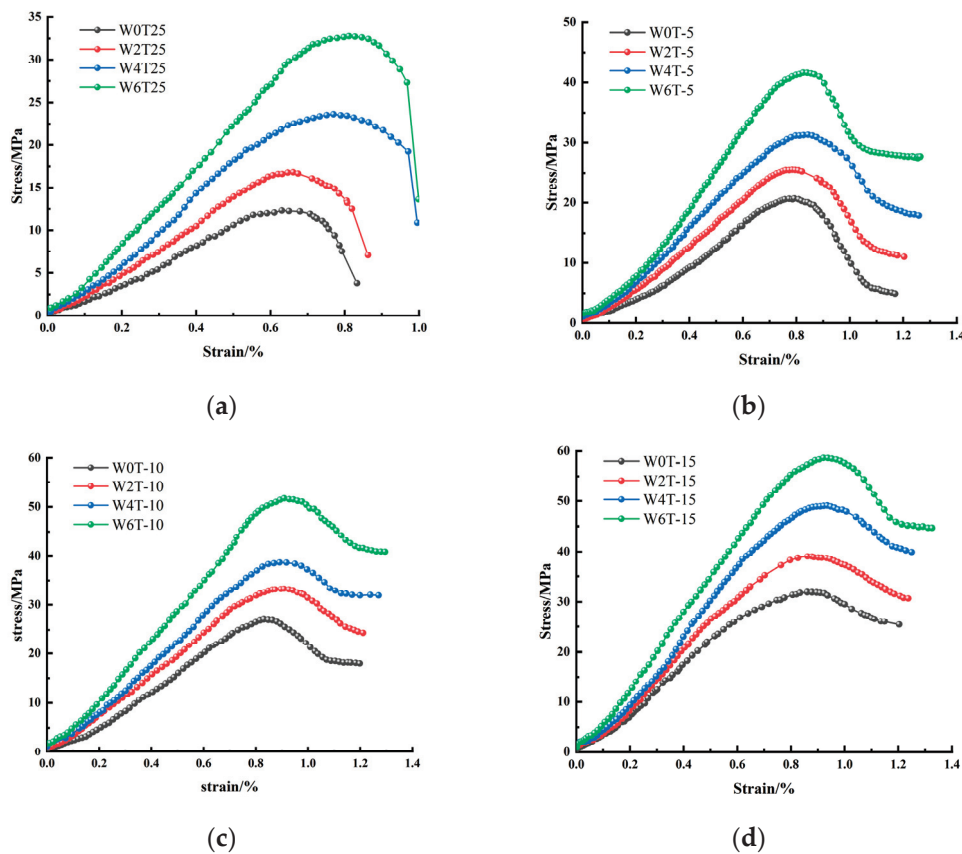 W0T25
W2T25
W4T25
W6T25
35
30
25
20
15
10
5
0
Stress/MPa
0.0 0.2 0.4 0.6 0.8 1.0
Strain/%
(a)
W0T-5
W2T-5
W4T-5
W6T-5
50
40
30
20
10
0
Stress/MPa
0.0 0.2 0.4 0.6 0.8 1.0 1.2 1.4
Strain/%
(b)
W0T-10
W2T-10
W4T-10
W6T-10
60
50
40
30
20
10
0
stress/MPa
0.0 0.2 0.4 0.6 0.8 1.0 1.2 1.4
strain/%
(c)
W0T-15
W2T-15
W4T-15
W6T-15
60
50
40
30
20
10
0
Stress/MPa
0.0 0.2 0.4 0.6 0.8 1.0 1.2 1.4
Strain/%
(d)